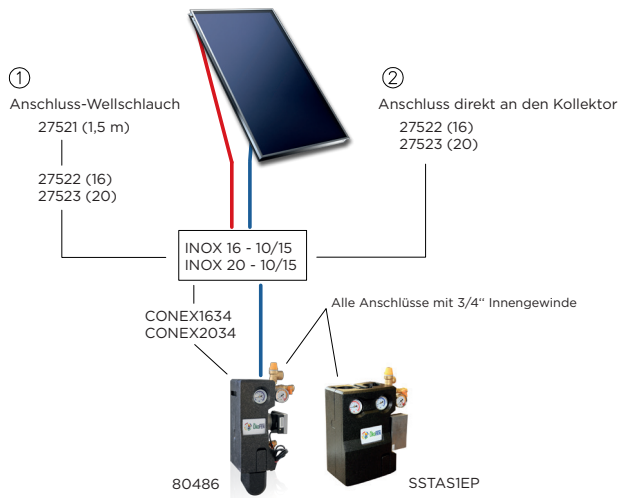 ①
Anschluss-Wellschlauch
27521 (1,5 m)
27522 (16)
27523 (20)
②
Anschluss direkt an den Kollektor
27522 (16)
27523 (20)
INOX 16 - 10/15
INOX 20 - 10/15
CONEX1634
CONEX2034
Alle Anschlüsse mit 3/4“ Innengewinde
80486
SSTAS1EP